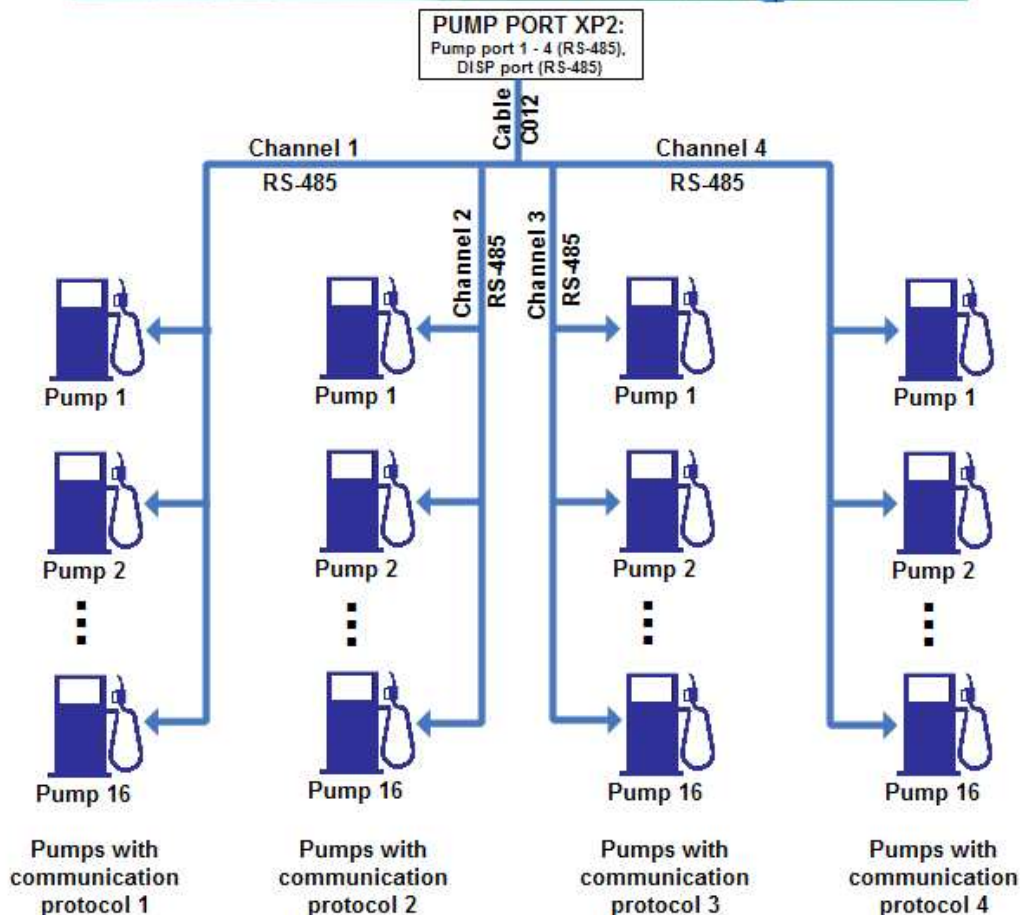 PUMP PORT XP2:
Pump port 1 - 4 (RS-485),
DISP port (RS-485)
Cable
C012
Channel 1
RS-485
Channel 4
RS-485
Channel 2
RS-485
Channel 3
RS-485
Pump 1
Pump 1
Pump 1
Pump 1
Pump 2
Pump 2
Pump 2
Pump 2
Pump 16
Pump 16
Pump 16
Pump 16
Pumps with
communication
protocol 1
Pumps with
communication
protocol 2
Pumps with
communication
protocol 3
Pumps with
communication
protocol 4